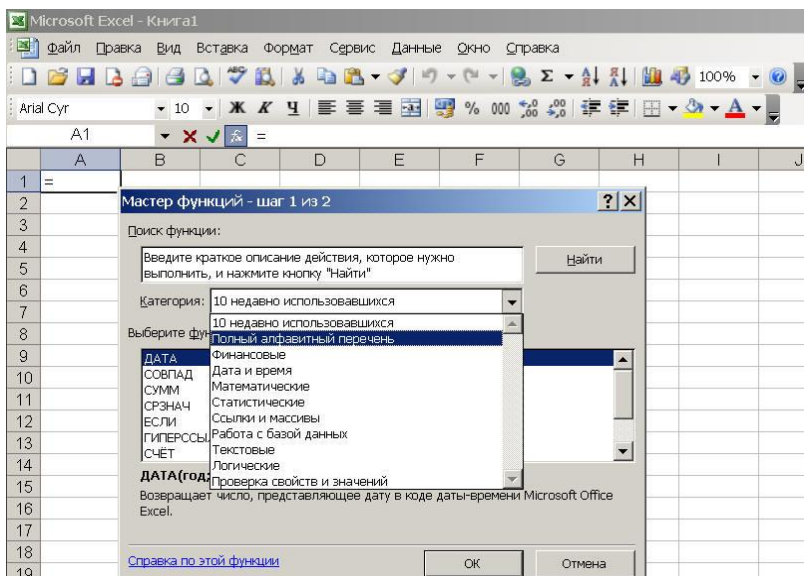 Microsoft Excel - Книга1
Файл Правка Вид Вставка Формат Сервис Данные Окно Справка
100%
Arial Cyr 10 Ж К Ч % 000
A1 =
A B C D E F G H I J
1 =
2
Мастер функций - шаг 1 из 2
3
Поиск функции:
4
Введите краткое описание действия, которое нужно
выполнить, и нажмите кнопку "Найти"
Найти
5
6
Категория: 10 недавно использовавшихся
7
10 недавно использовавшихся
8
Выберите фун
Полный алфавитный перечень
9
ДАТА
Финансовые
10
СОВПАД
Дата и время
11
СУММ
Математические
СРЗНАЧ
Статистические
12
ЕСЛИ
Ссылки и массивы
13
ГИПЕРССЫ
Работа с базой данных
СЧЁТ
Текстовые
14
Логические
15
ДАТА(год;
Проверка свойств и значений
Возвращает число, представляющее дату в коде даты-времени Microsoft Office
16
Excel.
17
18
Справка по этой функции
ОК
Отмена
19